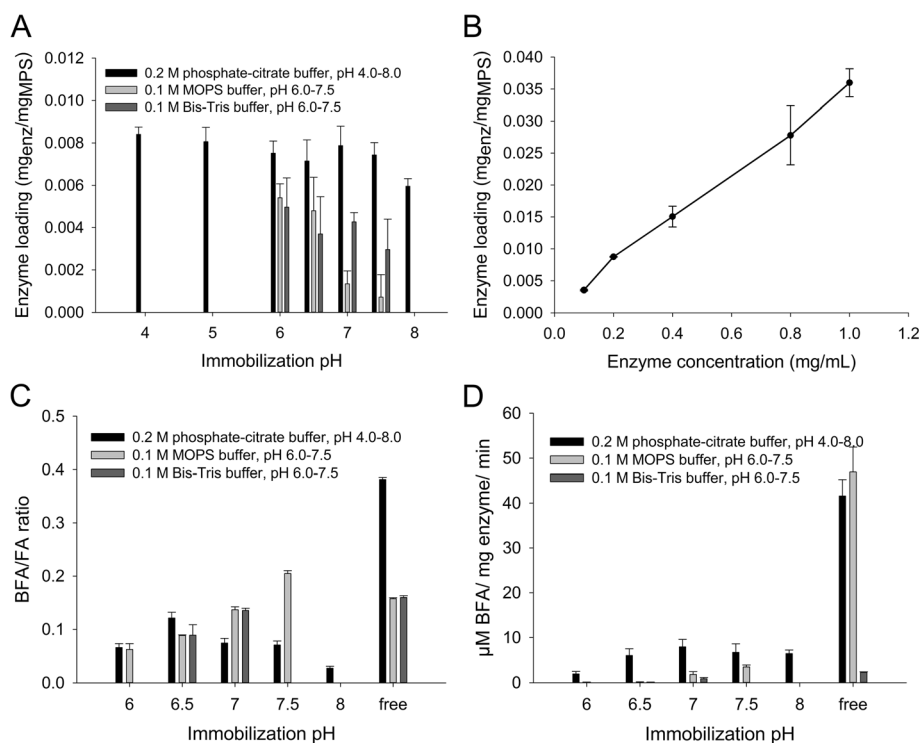 A
Enzyme loading (mgenz/mgMPS)
0.012
0.010
0.008
0.006
0.004
0.002
0.000
0.2 M phosphate-citrate buffer, pH 4.0-8.0
0.1 M MOPS buffer, pH 6.0-7.5
0.1 M Bis-Tris buffer, pH 6.0-7.5
4 5 6 7 8
Immobilization pH
B
Enzyme loading (mgenz/mgMPS)
0.040
0.035
0.030
0.025
0.020
0.015
0.010
0.005
0.000
0.0 0.2 0.4 0.6 0.8 1.0 1.2
Enzyme concentration (mg/mL)
C
BFA/FA ratio
0.5
0.4
0.3
0.2
0.1
0.0
0.2 M phosphate-citrate buffer, pH 4.0-8.0
0.1 M MOPS buffer, pH 6.0-7.5
0.1 M Bis-Tris buffer, pH 6.0-7.5
6 6.5 7 7.5 8 free
Immobilization pH
D
µM BFA/ mg enzyme/ min
60
50
40
30
20
10
0
0.2 M phosphate-citrate buffer, pH 4.0-8.0
0.1 M MOPS buffer, pH 6.0-7.5
0.1 M Bis-Tris buffer, pH 6.0-7.5
6 6.5 7 7.5 8 free
Immobilization pH